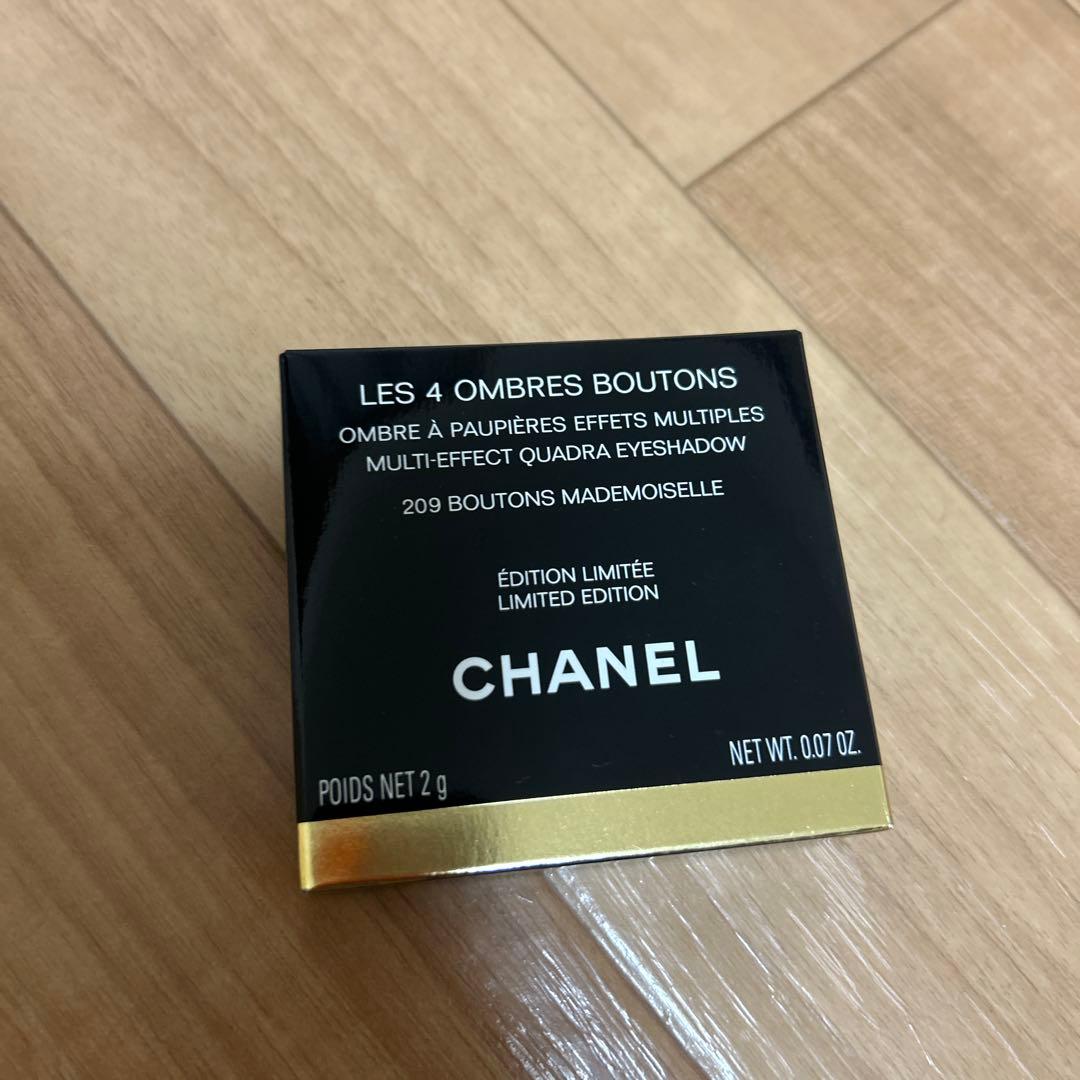 LES 4 OMBRES BOUTONS
OMBRE À PAUPIÈRES EFFETS MULTIPLES
MULTI-EFFECT QUADRA EYESHADOW
209 BOUTONS MADEMOISELLE
ÉDITION LIMITÉE
LIMITED EDITION
CHANEL
POIDS NET 2 g
NET WT. 0.07 OZ.